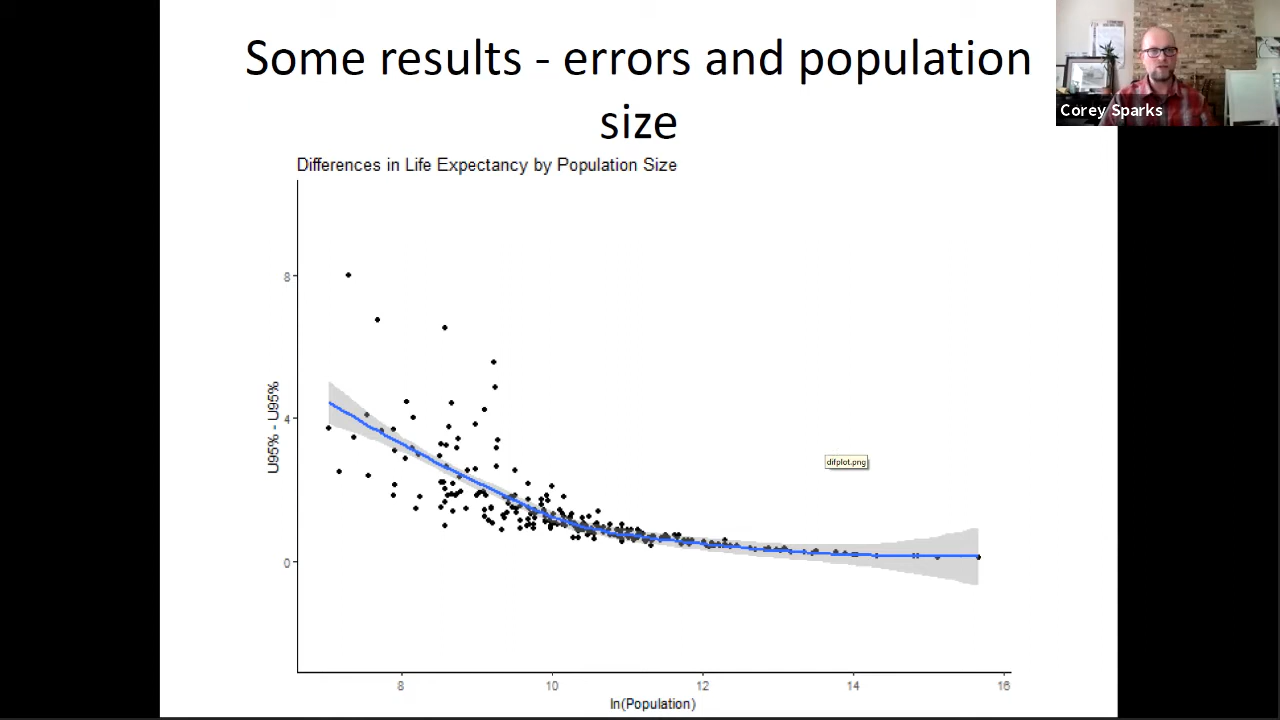 Some results - errors and population
size
Corey Sparks
Differences in Life Expectancy by Population Size
8
4
0
U95% - U95%
difplot.png
8 10 12 14 16
ln(Population)